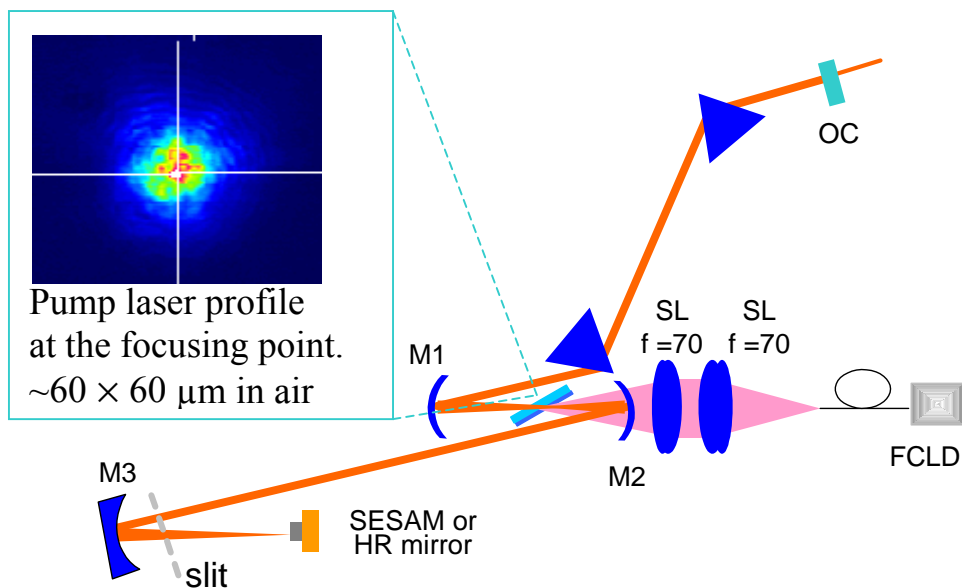 Pump laser profile
at the focusing point.
~60 × 60 µm in air
OC
SL
f =70
SL
f =70
M1
M2
FCLD
M3
SESAM or
HR mirror
slit